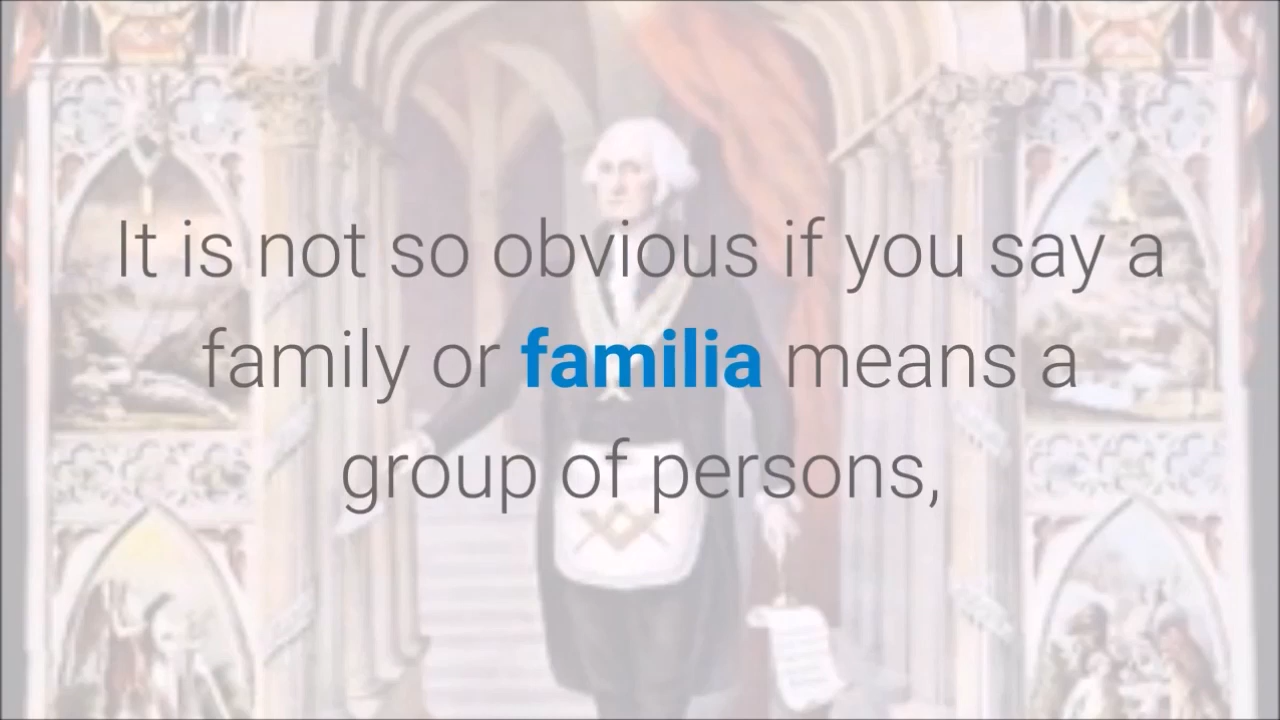 It is not so obvious if you say a
family or familia means a
group of persons,